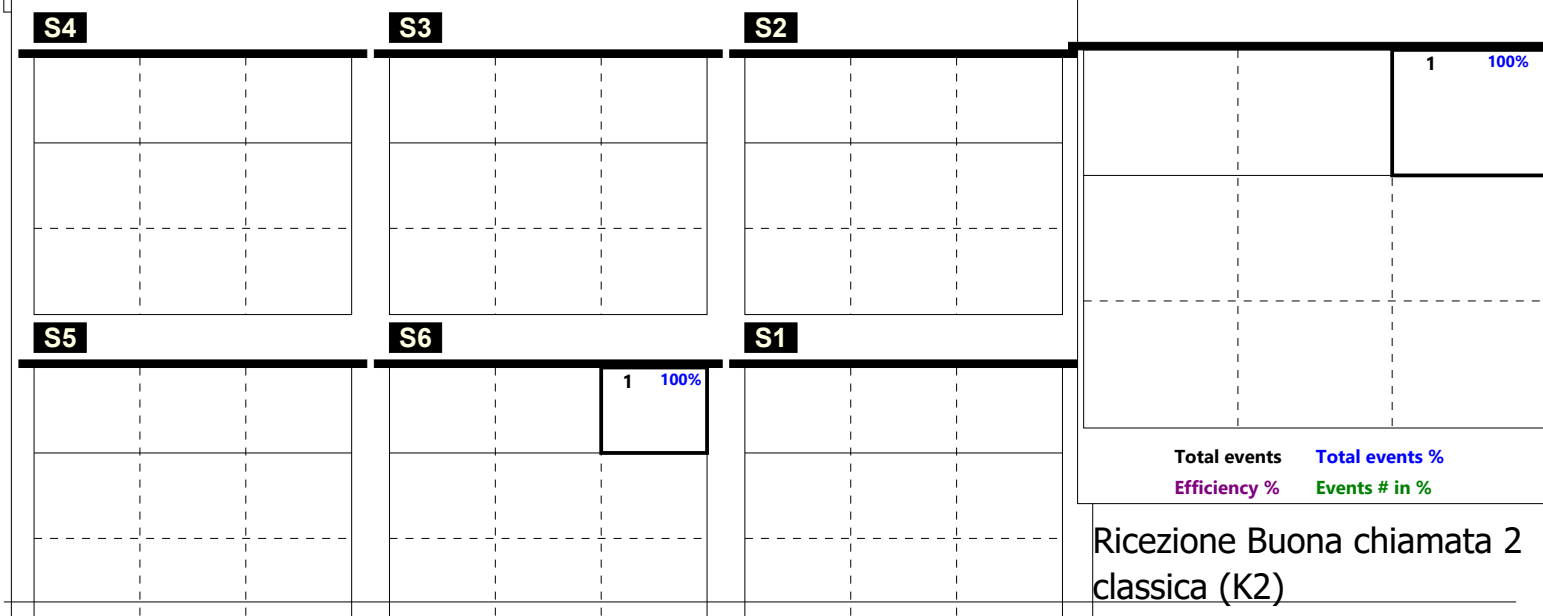 S4
S3
S2
1 100%
S5
S6
S1
1 100%
Total events Total events %
Efficiency % Events # in %
Ricezione Buona chiamata 2
classica (K2)